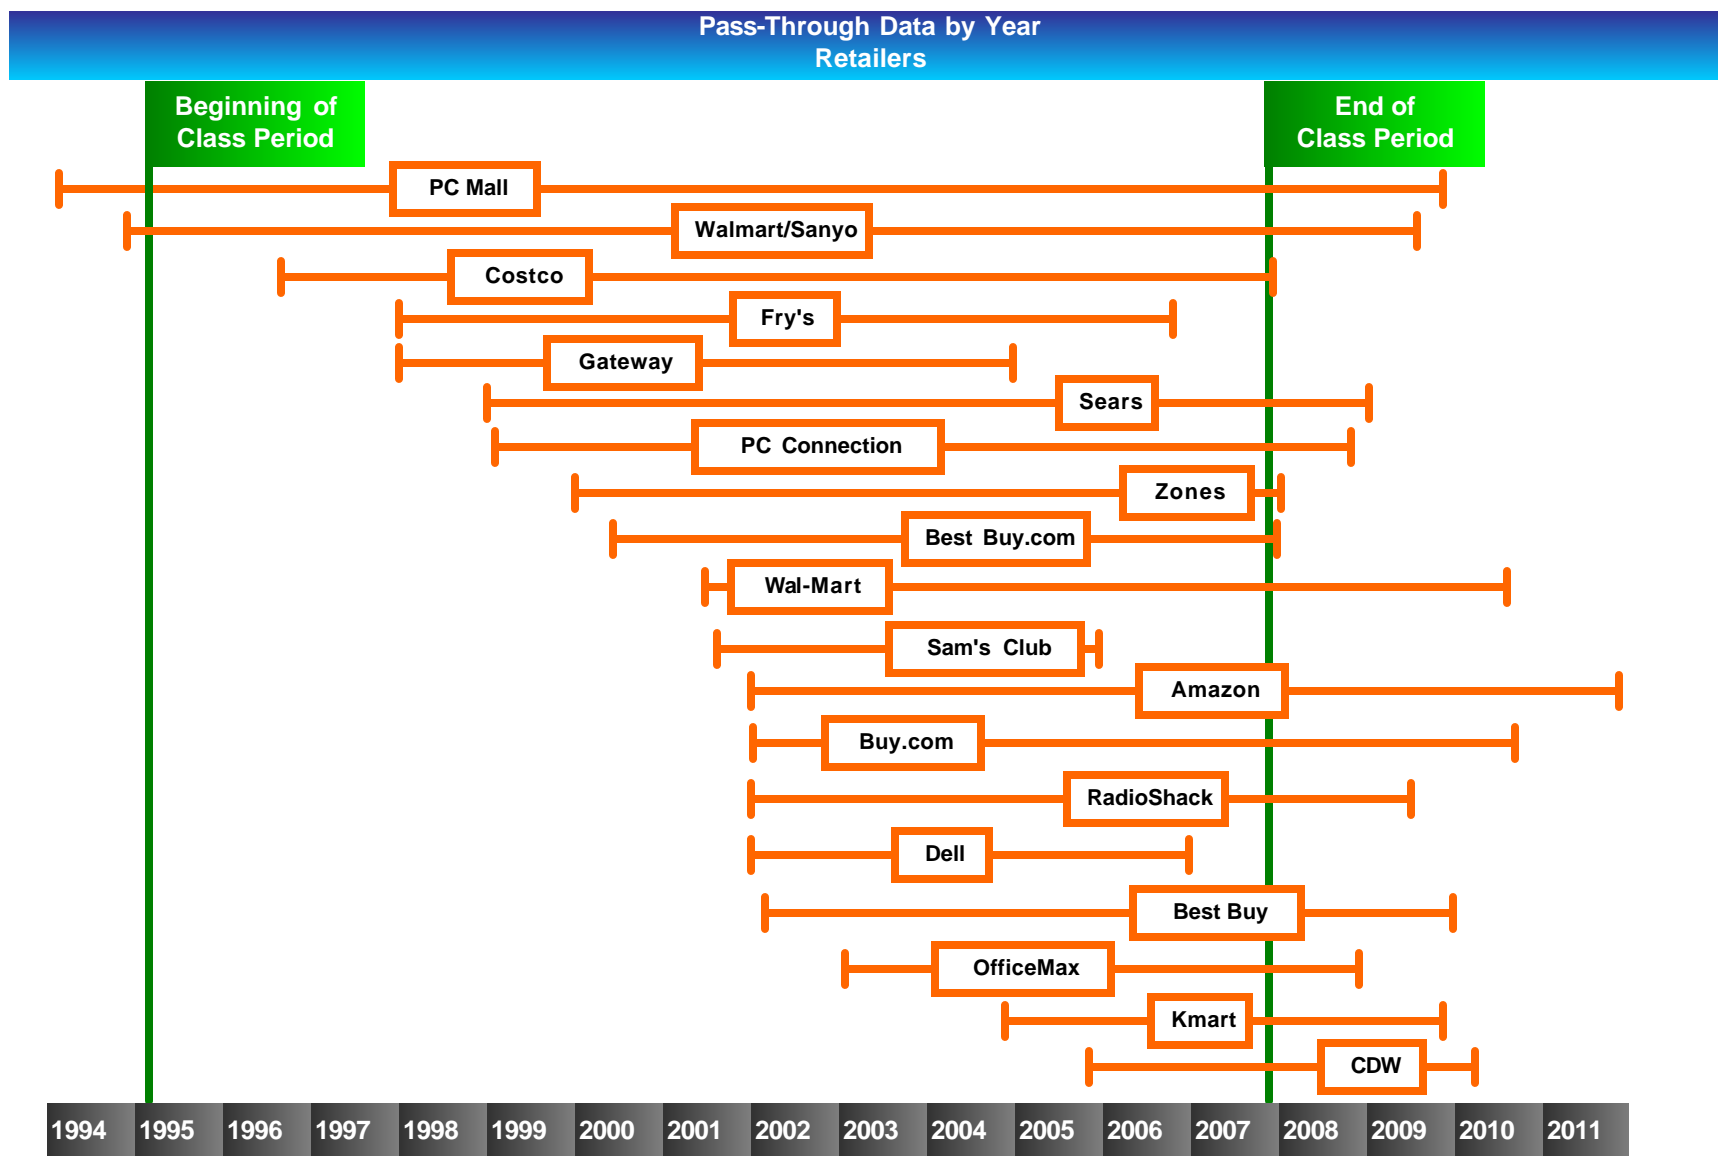 Pass-Through Data by Year
Retailers
Beginning of
Class Period
End of
Class Period
PC Mall
Walmart/Sanyo
Costco
Fry's
Gateway
Sears
PC Connection
Zones
Best Buy.com
Wal-Mart
Sam's Club
Amazon
Buy.com
RadioShack
Dell
Best Buy
OfficeMax
Kmart
CDW
1994 1995 1996 1997 1998 1999 2000 2001 2002 2003 2004 2005 2006 2007 2008 2009 2010 2011